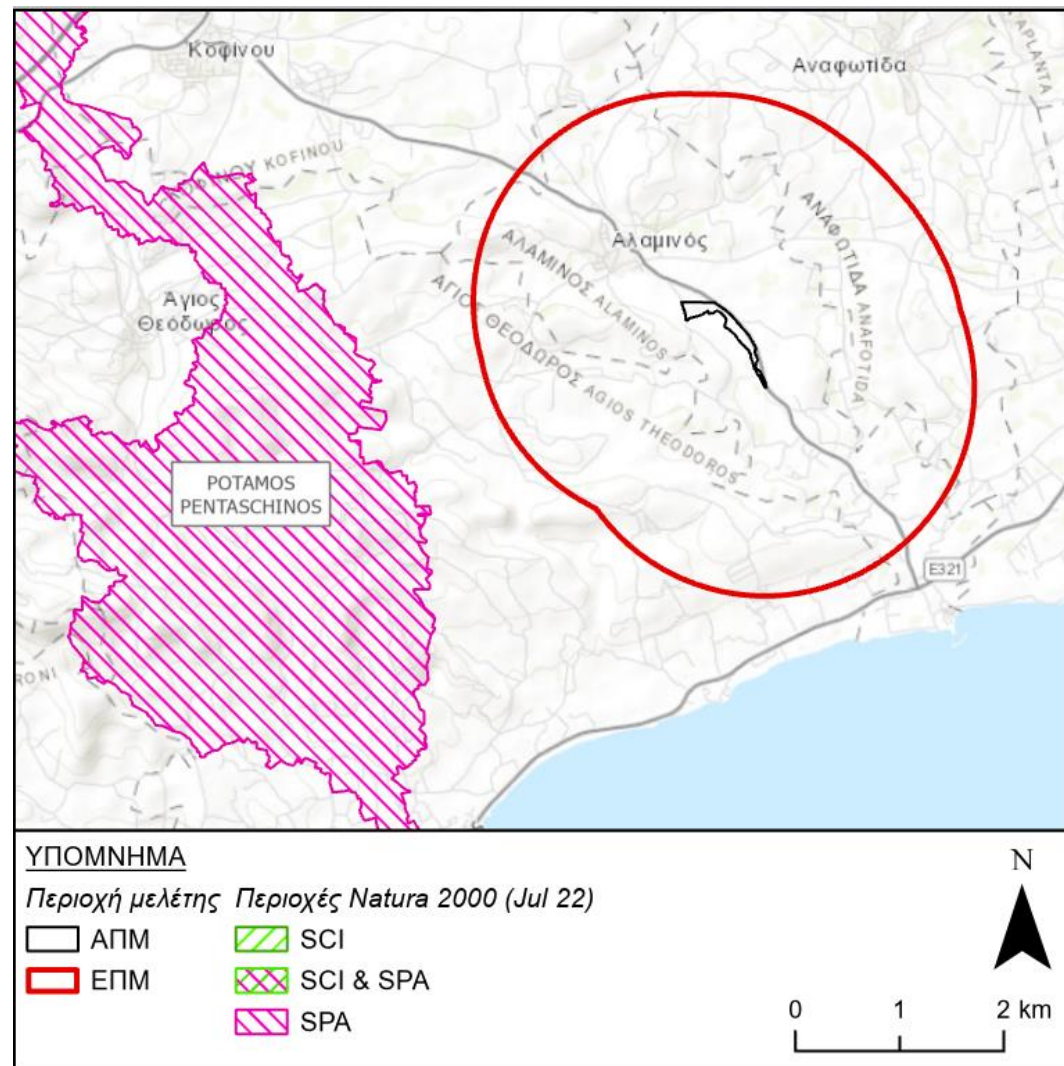 Κοφίνου
Αναφωτίδα
APLANTA
KOFINOU
ΑΝΑΦΩΤΙΔΑ ANAFOTIDA
Αλαμινός
ΑΛΑΜΙΝΟΣ ALAMINOS
ΑΓΙΟΣ ΘΕΟΔΩΡΟΣ AGIOS THEODOROS
Άγιος
Θεόδωρος
POTAMOS
PENTASCHINOS
E321
RONI
ΥΠΟΜΝΗΜΑ
Περιοχή μελέτης Περιοχές Natura 2000 (Jul 22)
ΑΠΜ
SCI
ΕΠΜ
SCI & SPA
SPA
N
0 1 2 km